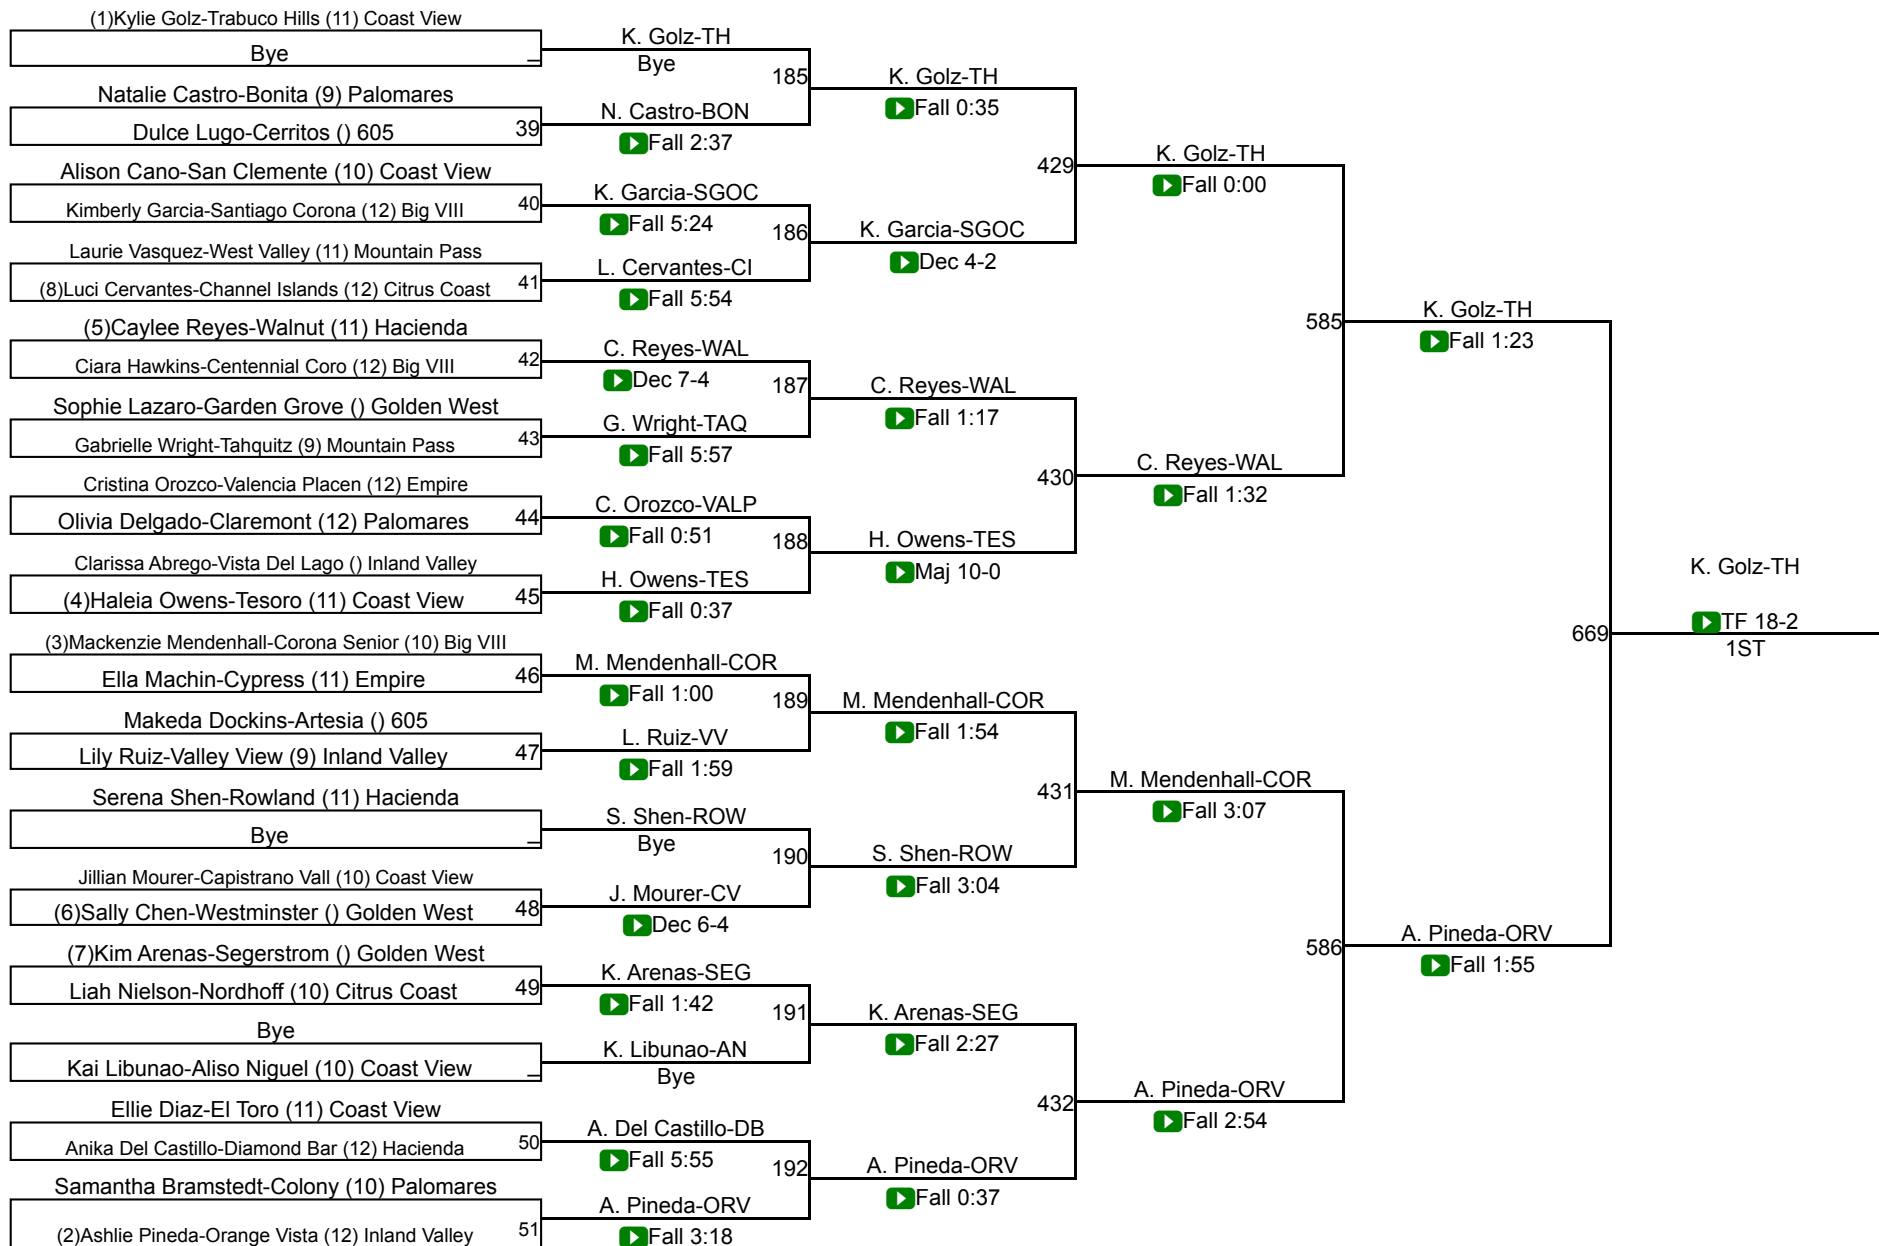 (1)Kylie Golz-Trabuco Hills (11) Coast View
Bye
Natalie Castro-Bonita (9) Palomares
Dulce Lugo-Cerritos () 605
39
Alison Cano-San Clemente (10) Coast View
Kimberly Garcia-Santiago Corona (12) Big VIII
40
Laurie Vasquez-West Valley (11) Mountain Pass
(8)Luci Cervantes-Channel Islands (12) Citrus Coast
41
(5)Caylee Reyes-Walnut (11) Hacienda
Ciara Hawkins-Centennial Coro (12) Big VIII
42
Sophie Lazaro-Garden Grove () Golden West
Gabrielle Wright-Tahquitz (9) Mountain Pass
43
Cristina Orozco-Valencia Placen (12) Empire
Olivia Delgado-Claremont (12) Palomares
44
Clarissa Abrego-Vista Del Lago () Inland Valley
(4)Haleia Owens-Tesoro (11) Coast View
45
(3)Mackenzie Mendenhall-Corona Senior (10) Big VIII
Ella Machin-Cypress (11) Empire
46
Makeda Dockins-Artesia () 605
Lily Ruiz-Valley View (9) Inland Valley
47
Serena Shen-Rowland (11) Hacienda
Bye
Jillian Mourer-Capistrano Vall (10) Coast View
(6)Sally Chen-Westminster () Golden West
48
(7)Kim Arenas-Segerstrom () Golden West
Liah Nielson-Nordhoff (10) Citrus Coast
49
Bye
Kai Libunao-Aliso Niguel (10) Coast View
Ellie Diaz-El Toro (11) Coast View
Anika Del Castillo-Diamond Bar (12) Hacienda
50
Samantha Bramstedt-Colony (10) Palomares
(2)Ashlie Pineda-Orange Vista (12) Inland Valley
51
K. Golz-TH
Bye
185
N. Castro-BON
Fall 2:37
K. Garcia-SGOC
Fall 5:24
186
L. Cervantes-CI
Fall 5:54
C. Reyes-WAL
Dec 7-4
187
G. Wright-TAQ
Fall 5:57
C. Orozco-VALP
Fall 0:51
188
H. Owens-TES
Fall 0:37
M. Mendenhall-COR
Fall 1:00
189
L. Ruiz-VV
Fall 1:59
S. Shen-ROW
Bye
190
J. Mourer-CV
Dec 6-4
K. Arenas-SEG
Fall 1:42
191
K. Libunao-AN
Bye
A. Del Castillo-DB
Fall 5:55
192
A. Pineda-ORV
Fall 3:18
K. Golz-TH
Fall 0:35
429
K. Garcia-SGOC
Dec 4-2
C. Reyes-WAL
Fall 1:17
430
H. Owens-TES
Maj 10-0
M. Mendenhall-COR
Fall 1:54
431
S. Shen-ROW
Fall 3:04
K. Arenas-SEG
Fall 2:27
432
A. Pineda-ORV
Fall 0:37
K. Golz-TH
Fall 0:00
585
C. Reyes-WAL
Fall 1:32
M. Mendenhall-COR
Fall 3:07
586
A. Pineda-ORV
Fall 2:54
K. Golz-TH
Fall 1:23
669
A. Pineda-ORV
Fall 1:55
K. Golz-TH
TF 18-2
1ST